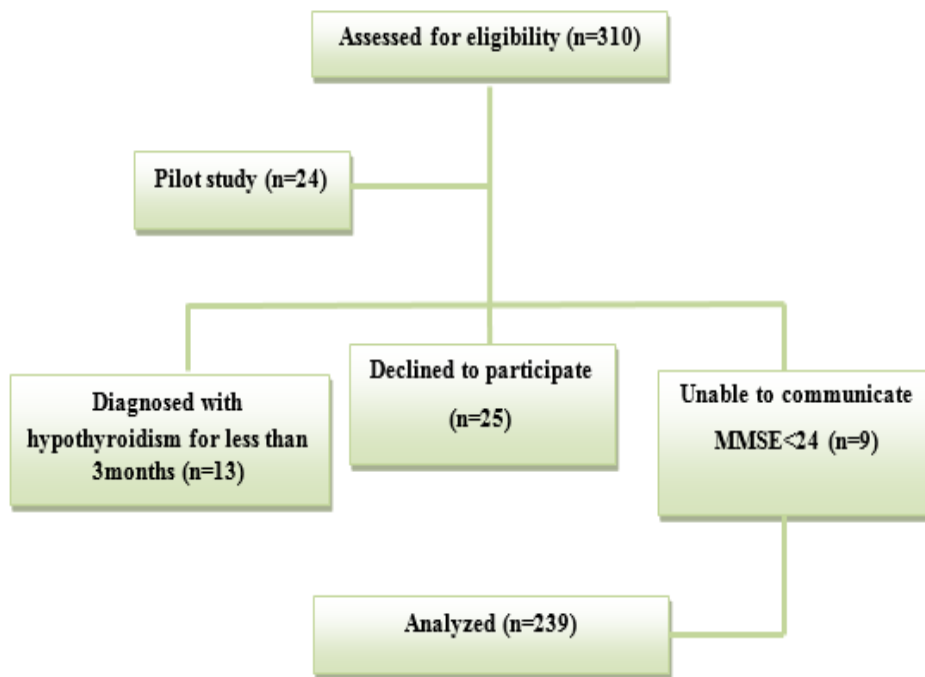 Assessed for eligibility (n=310)
Pilot study (n=24)
Diagnosed with
hypothyroidism for less than
3months (n=13)
Declined to participate
(n=25)
Unable to communicate
MMSE<24 (n=9)
Analyzed (n=239)